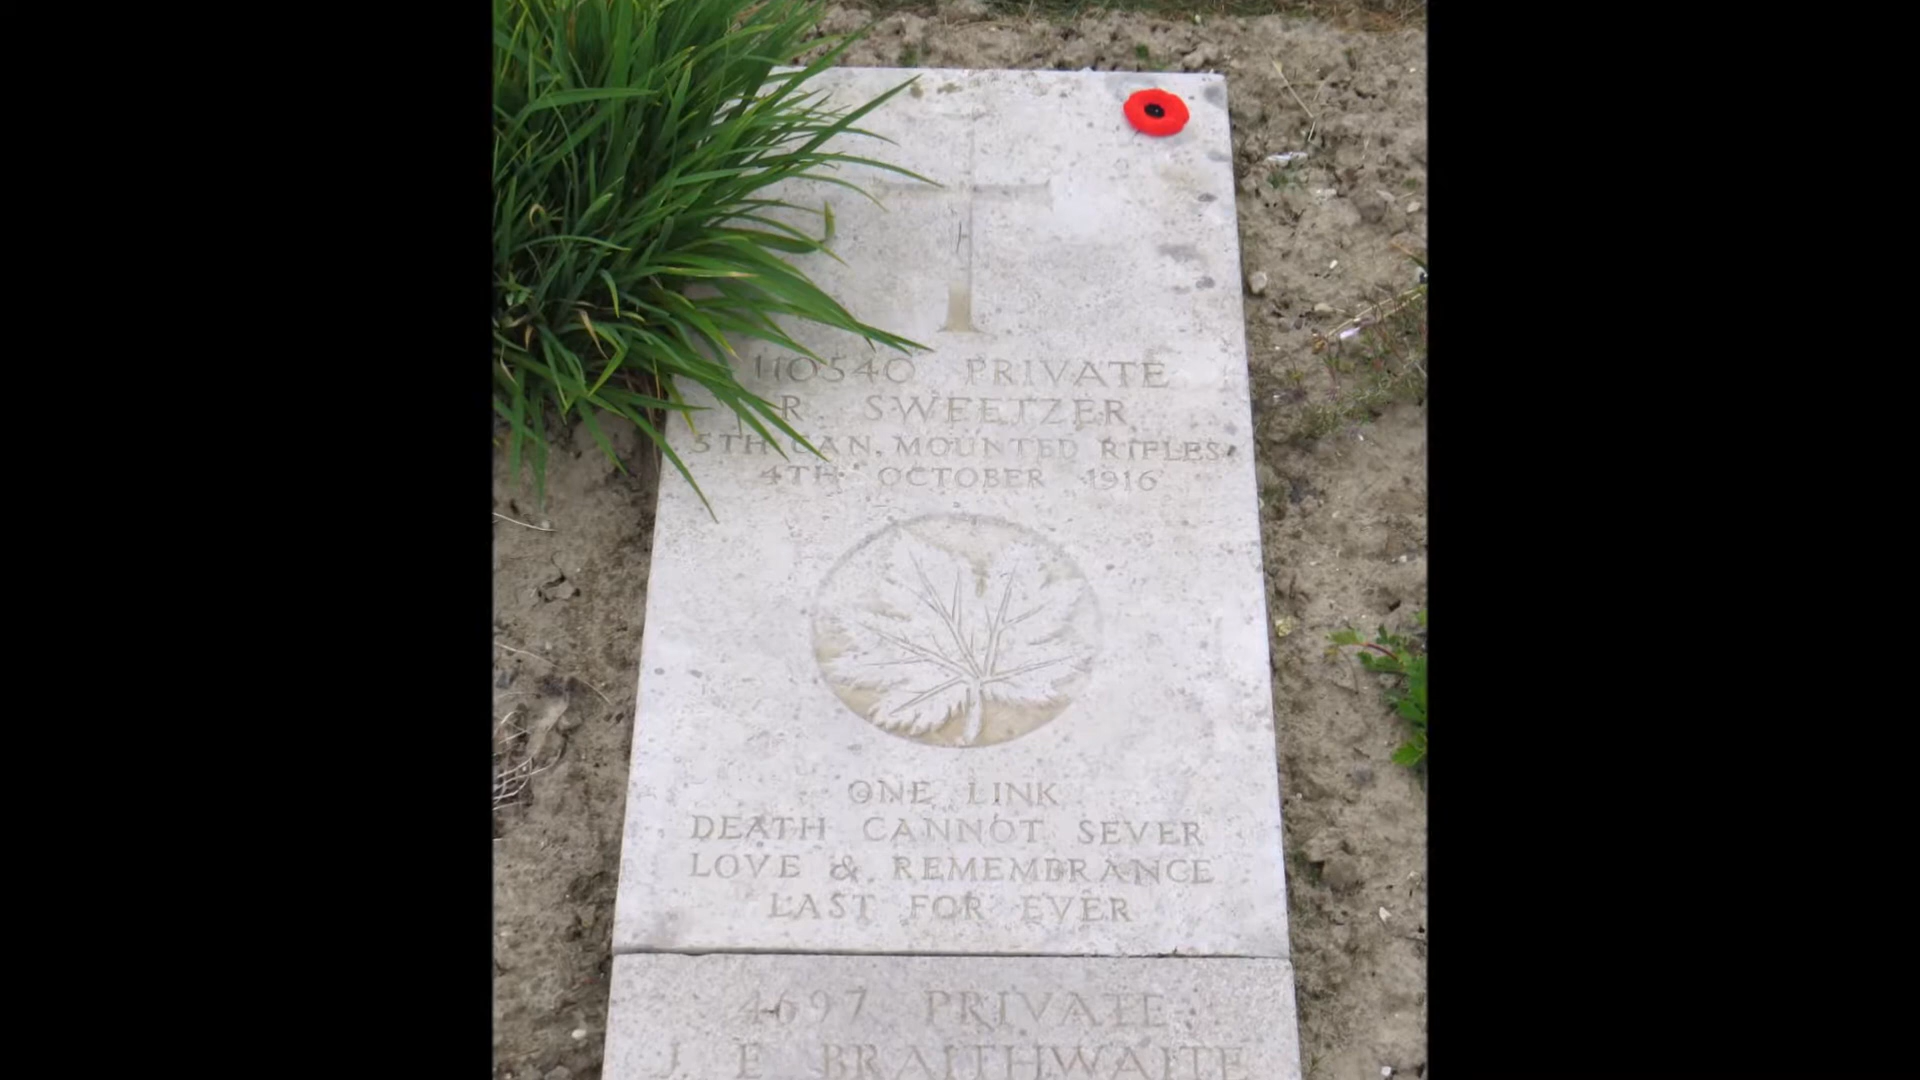 110540 PRIVATE
R. SWEETZER
5TH CAN. MOUNTED RIFLES
4TH OCTOBER 1916
ONE LINK
DEATH CANNOT SEVER
LOVE & REMEMBRANCE
LAST FOR EVER
4697 PRIVATE
J. E. BRAITHWAITE